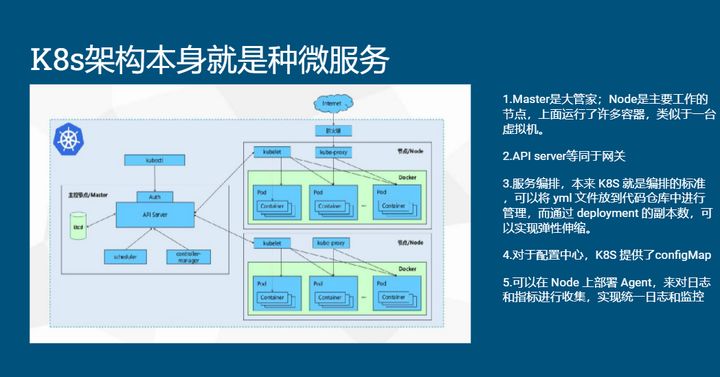 K8s架构本身就是种微服务
Internet
防火墙
kubelet
kube-proxy
节点/Node
kubectl
Docker
主控节点/Master
Auth
API Server
Etcd
Pod
Pod
Pod
Container
Container
...
Container
scheduler
controller-manager
kubelet
kube-proxy
节点/Node
Docker
Pod
Pod
Pod
Container
Container
...
Container
1.Master是大管家；Node是主要工作的
节点，上面运行了许多容器，类似于一台
虚拟机。
2.API server等同于网关
3.服务编排，本来 K8S 就是编排的标准
，可以将 yml 文件放到代码仓库中进行
管理，而通过 deployment 的副本数，可
以实现弹性伸缩。
4.对于配置中心，K8S 提供了configMap
5.可以在 Node 上部署 Agent，来对日志
和指标进行收集，实现统一日志和监控